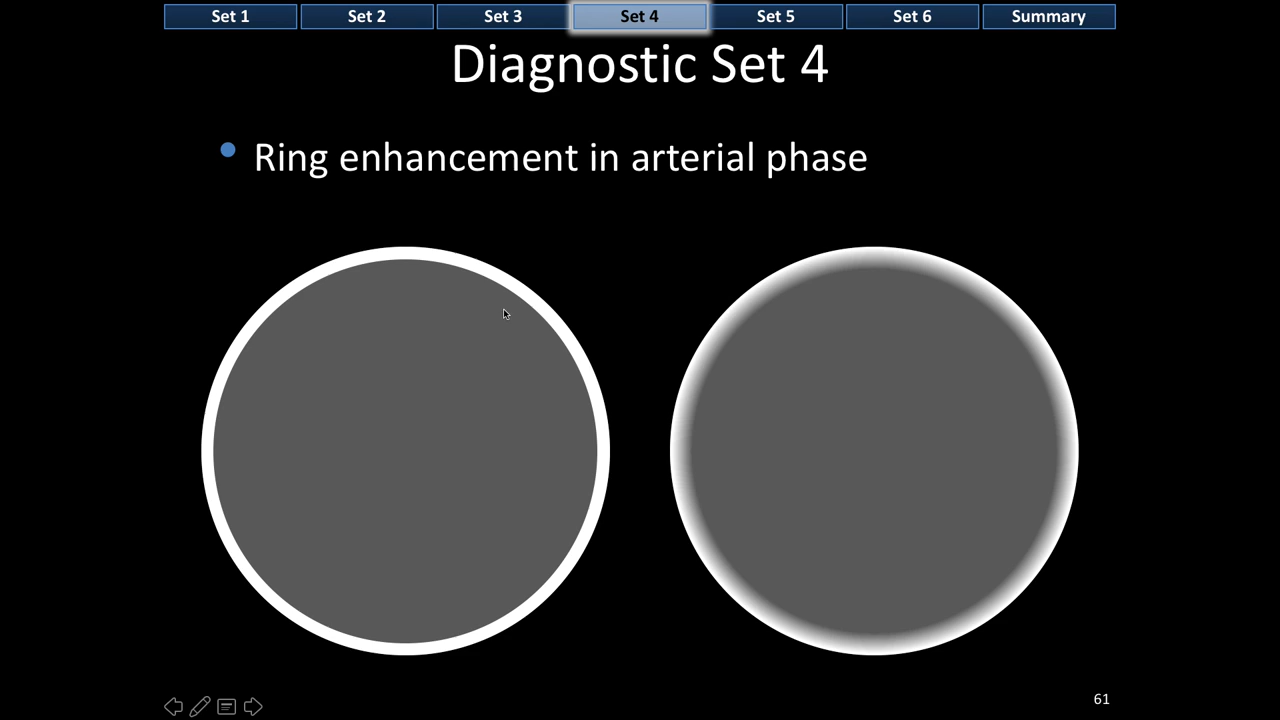 Set 1 Set 2 Set 3 Set 4 Set 5 Set 6 Summary
Diagnostic Set 4
Ring enhancement in arterial phase
61